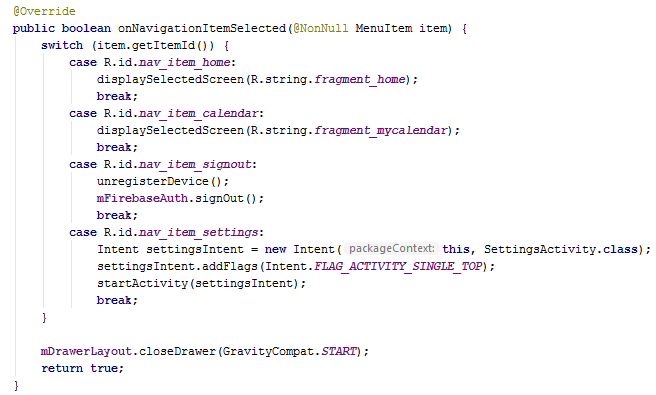 @Override
public boolean onNavigationItemSelected(@NonNull MenuItem item) {
    switch (item.getItemId()) {
        case R.id.nav_item_home:
            displaySelectedScreen(R.string.fragment_home);
            break;
        case R.id.nav_item_calendar:
            displaySelectedScreen(R.string.fragment_mycalendar);
            break;
        case R.id.nav_item_signout:
            unregisterDevice();
            mFirebaseAuth.signOut();
            break;
        case R.id.nav_item_settings:
            Intent settingsIntent = new Intent( packageContext: this, SettingsActivity.class);
            settingsIntent.addFlags(Intent.FLAG_ACTIVITY_SINGLE_TOP);
            startActivity(settingsIntent);
            break;
    }
    mDrawerLayout.closeDrawer(GravityCompat.START);
    return true;
}